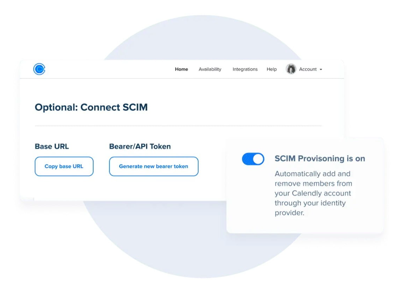 Home Availability Integrations Help Account
Optional: Connect SCIM
Base URL Bearer/API Token
Copy base URL Generate new bearer token
SCIM Provisoning is on
Automatically add and
remove members from
your Calendly account
through your identity
provider.